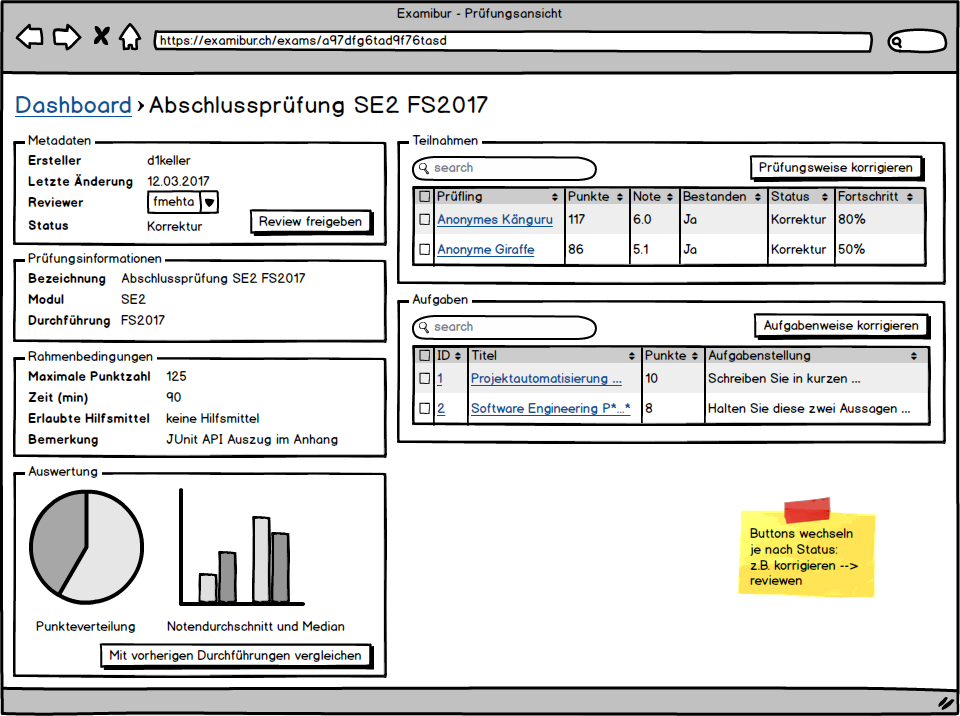 Examibur - Prüfungsansicht
https://examibur.ch/exams/a97dfg6tad9f76tasd
Dashboard › Abschlussprüfung SE2 FS2017
Metadaten
Ersteller d1keller
Letzte Änderung 12.03.2017
Reviewer fmehta
Status Korrektur
Review freigeben
Prüfungsinformationen
Bezeichnung Abschlussprüfung SE2 FS2017
Modul SE2
Durchführung FS2017
Rahmenbedingungen
Maximale Punktzahl 125
Zeit (min) 90
Erlaubte Hilfsmittel keine Hilfsmittel
Bemerkung JUnit API Auszug im Anhang
Auswertung
Punkteverteilung
Notendurchschnitt und Median
Mit vorherigen Durchführungen vergleichen
Teilnahmen
search
Prüfungsweise korrigieren
Prüfling Punkte Note Bestanden Status Fortschritt
Anonymes Känguru 117 6.0 Ja Korrektur 80%
Anonyme Giraffe 86 5.1 Ja Korrektur 50%
Aufgaben
search
Aufgabenweise korrigieren
ID Titel Punkte Aufgabenstellung
1 Projektautomatisierung ... 10 Schreiben Sie in kurzen ...
2 Software Engineering P*...* 8 Halten Sie diese zwei Aussagen ...
Buttons wechseln
je nach Status:
z.B. korrigieren -->
reviewen